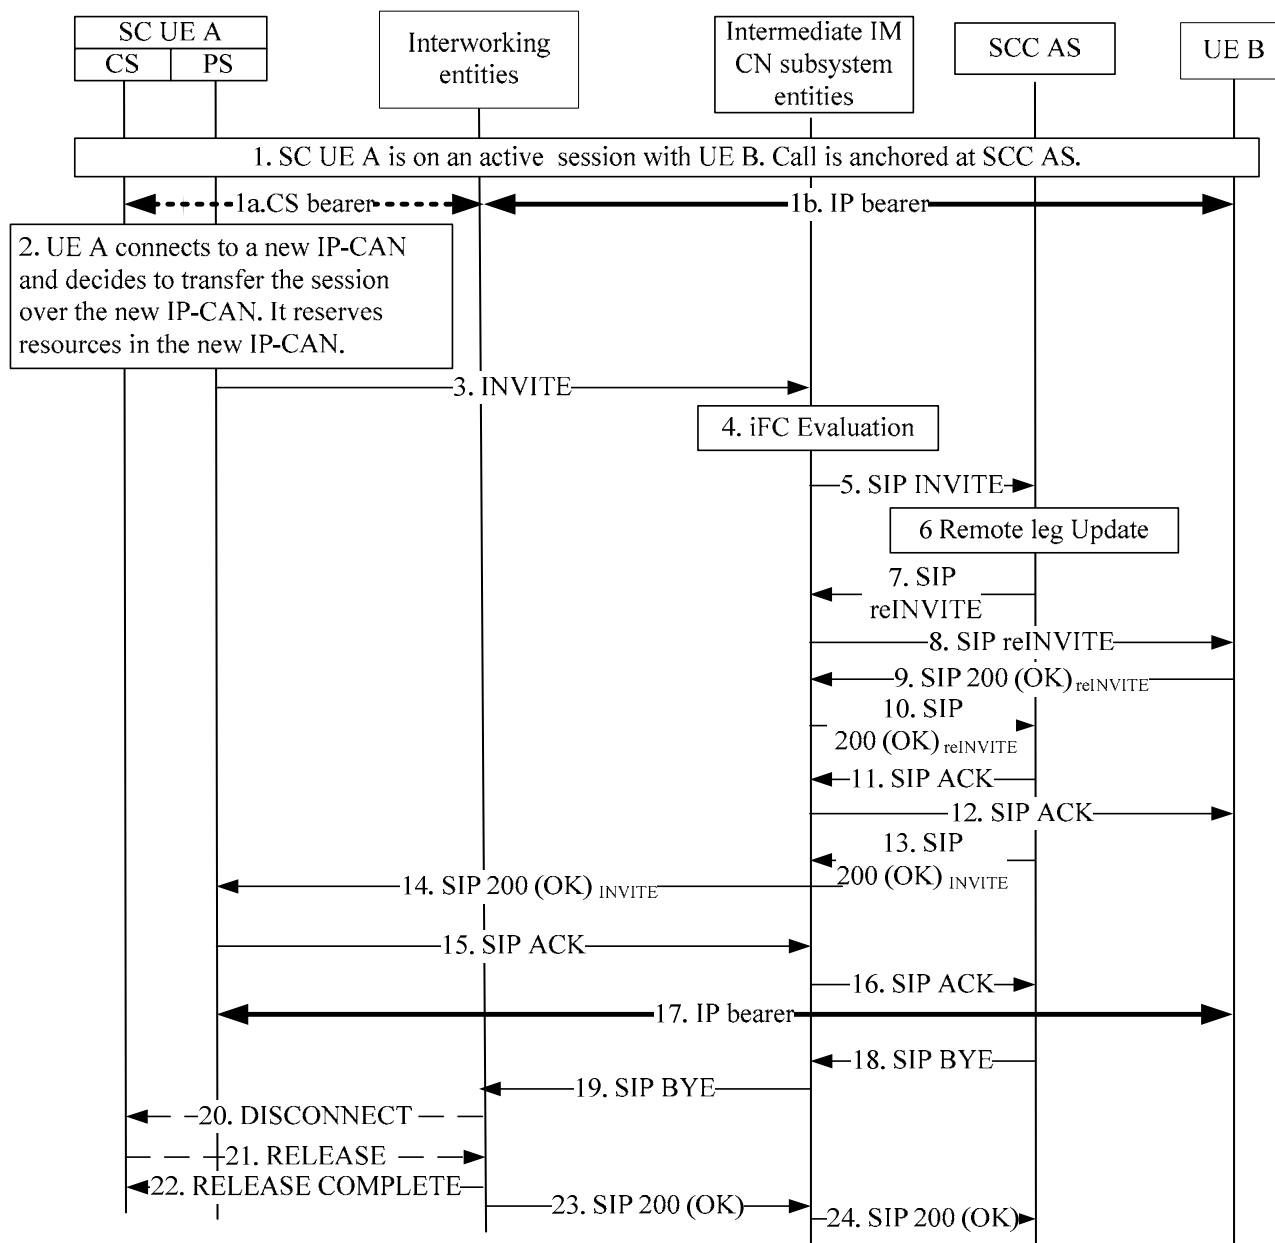 SC UE A
CS
PS
Interworking
entities
Intermediate IM
CN subsystem
entities
SCC AS
UE B
1. SC UE A is on an active session with UE B. Call is anchored at SCC AS.
1a.CS bearer
1b. IP bearer
2. UE A connects to a new IP-CAN
and decides to transfer the session
over the new IP-CAN. It reserves
resources in the new IP-CAN.
3. INVITE
4. iFC Evaluation
5. SIP INVITE
6 Remote leg Update
7. SIP
reINVITE
8. SIP reINVITE
9. SIP 200 (OK) reINVITE
10. SIP
200 (OK) reINVITE
11. SIP ACK
12. SIP ACK
13. SIP
200 (OK) INVITE
14. SIP 200 (OK) INVITE
15. SIP ACK
16. SIP ACK
17. IP bearer
18. SIP BYE
19. SIP BYE
20. DISCONNECT
21. RELEASE
22. RELEASE COMPLETE
23. SIP 200 (OK)
24. SIP 200 (OK)